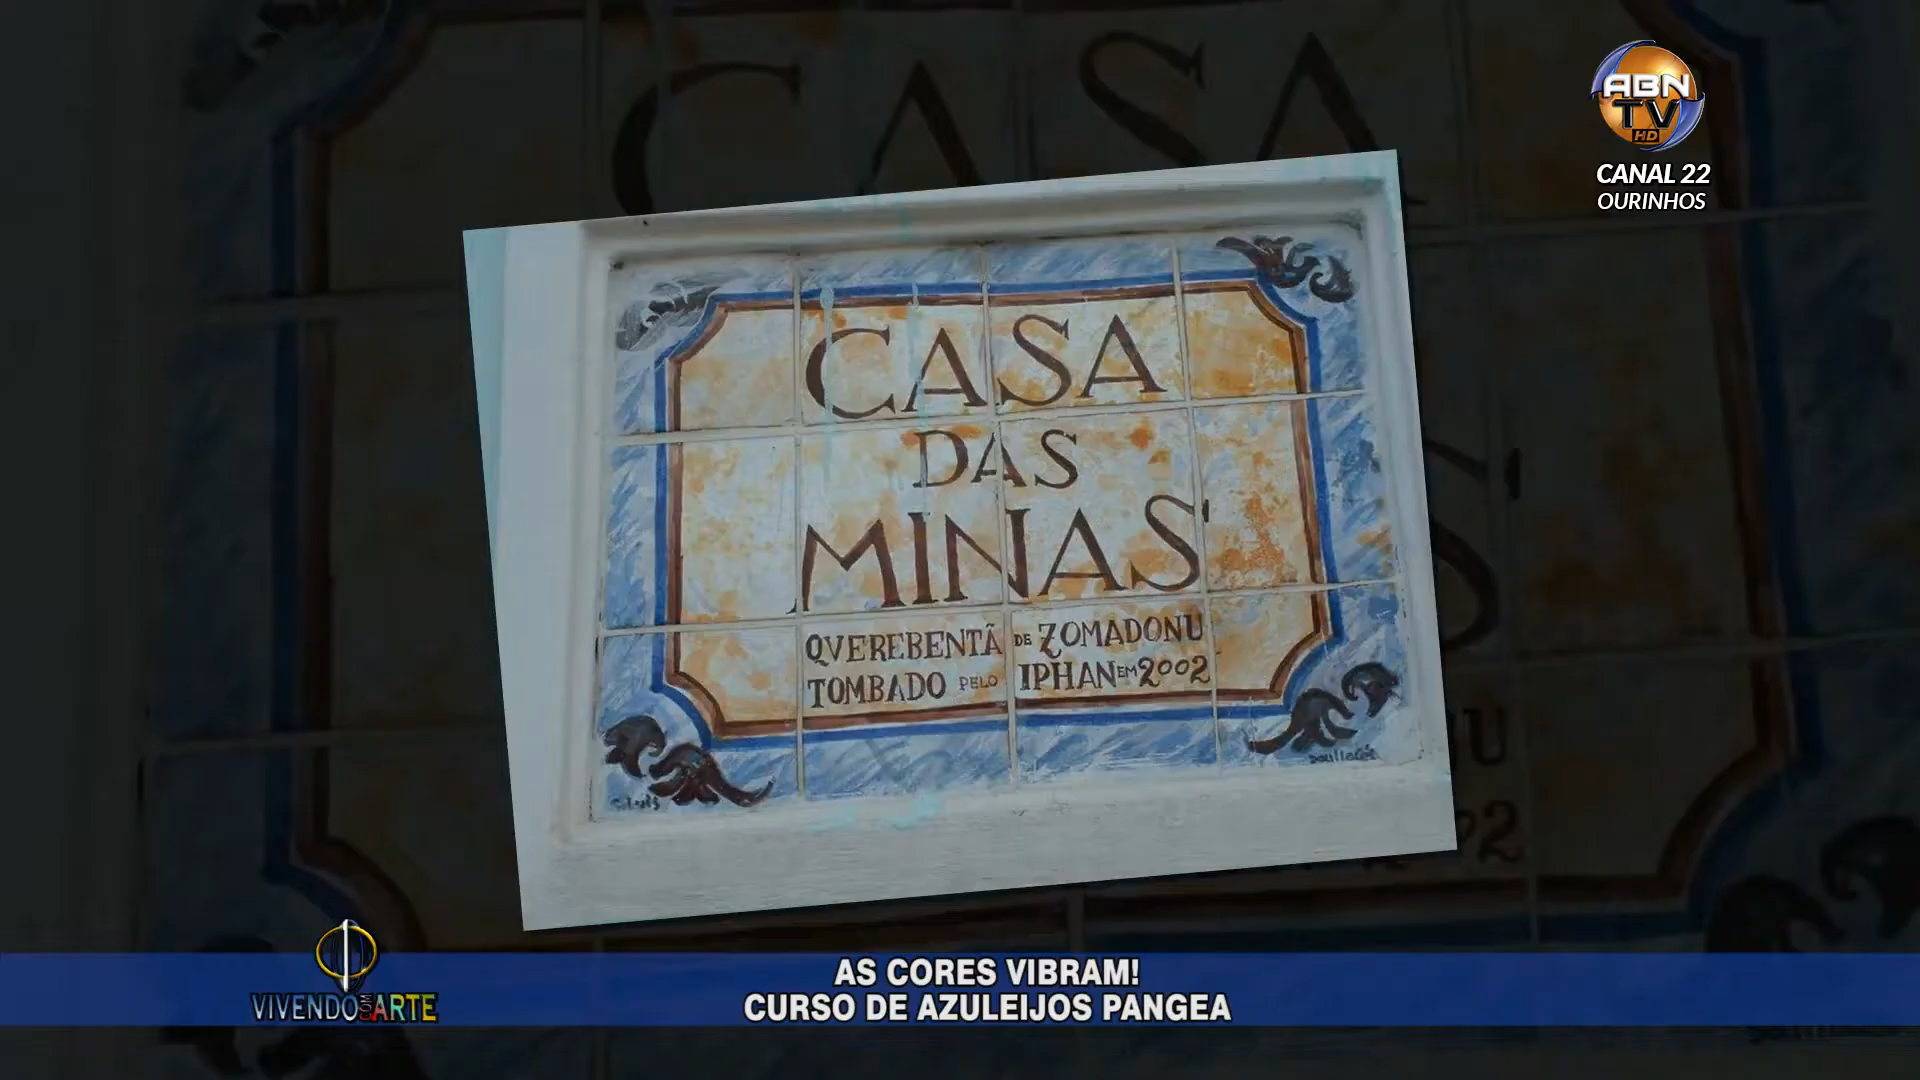 ABN
TV
HD
CANAL 22
OURINHOS
CASA
DAS
MINAS
QVEREBENTÃ DE ZOMADONU
TOMBADO PELO IPHAN EM 2002
VIVENDO COM ARTE
AS CORES VIBRAM!
CURSO DE AZULEIJOS PANGEA